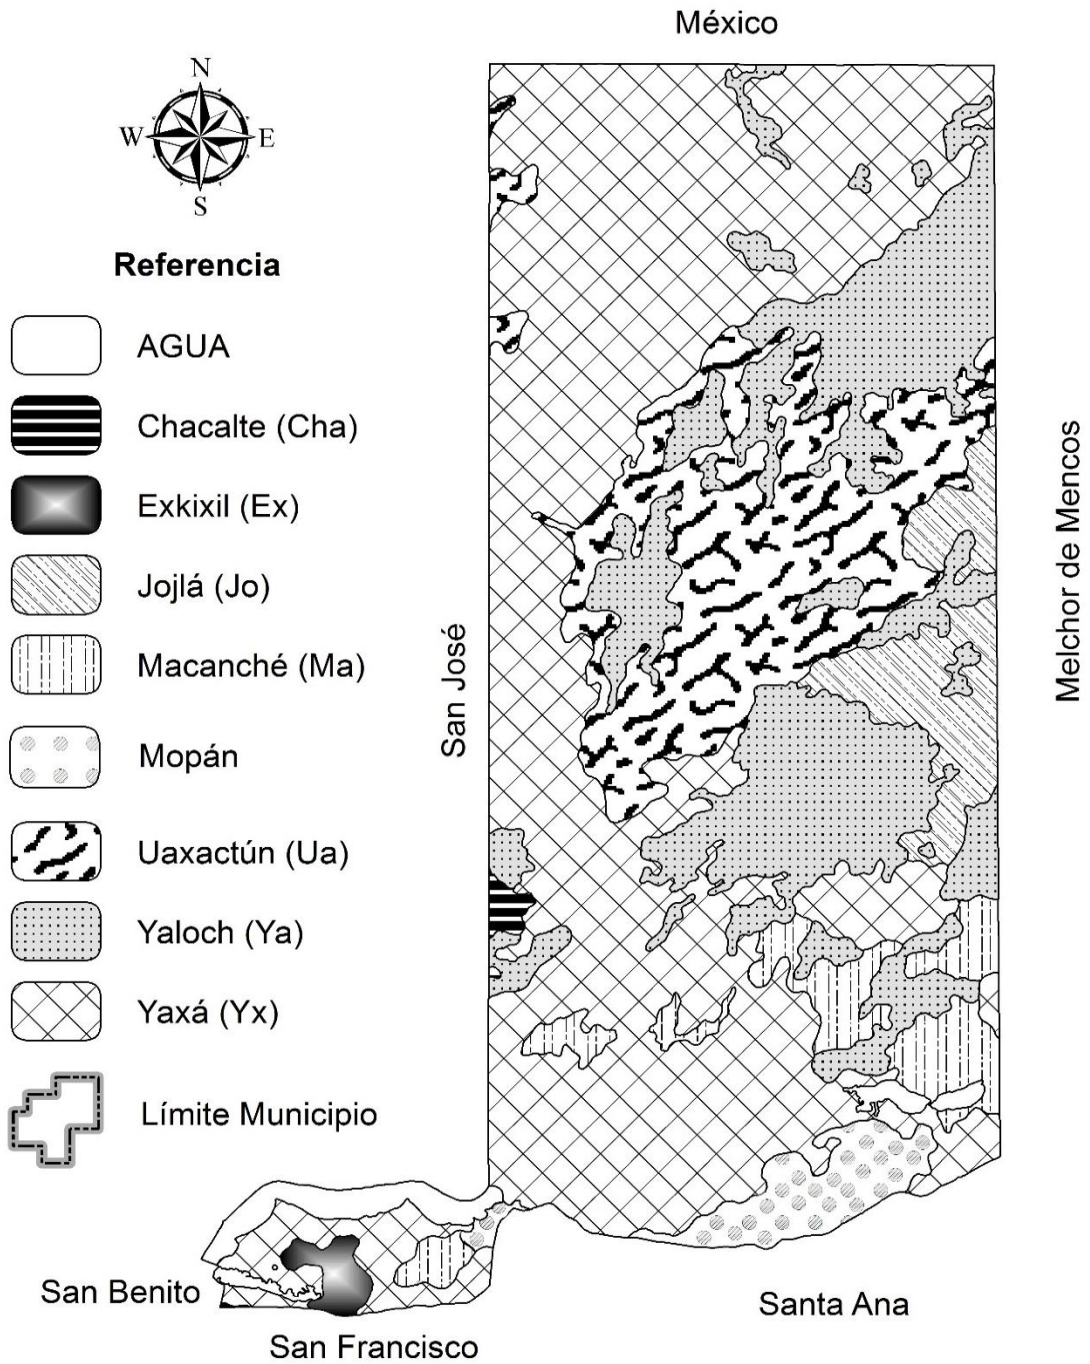 México
N
W
E
S
Referencia
AGUA
Chacalte (Cha)
Exkixil (Ex)
Jojlá (Jo)
Macanché (Ma)
Mopán
Uaxactún (Ua)
Yaloch (Ya)
Yaxá (Yx)
Límite Municipio
San José
Melchor de Mencos
San Benito
San Francisco
Santa Ana